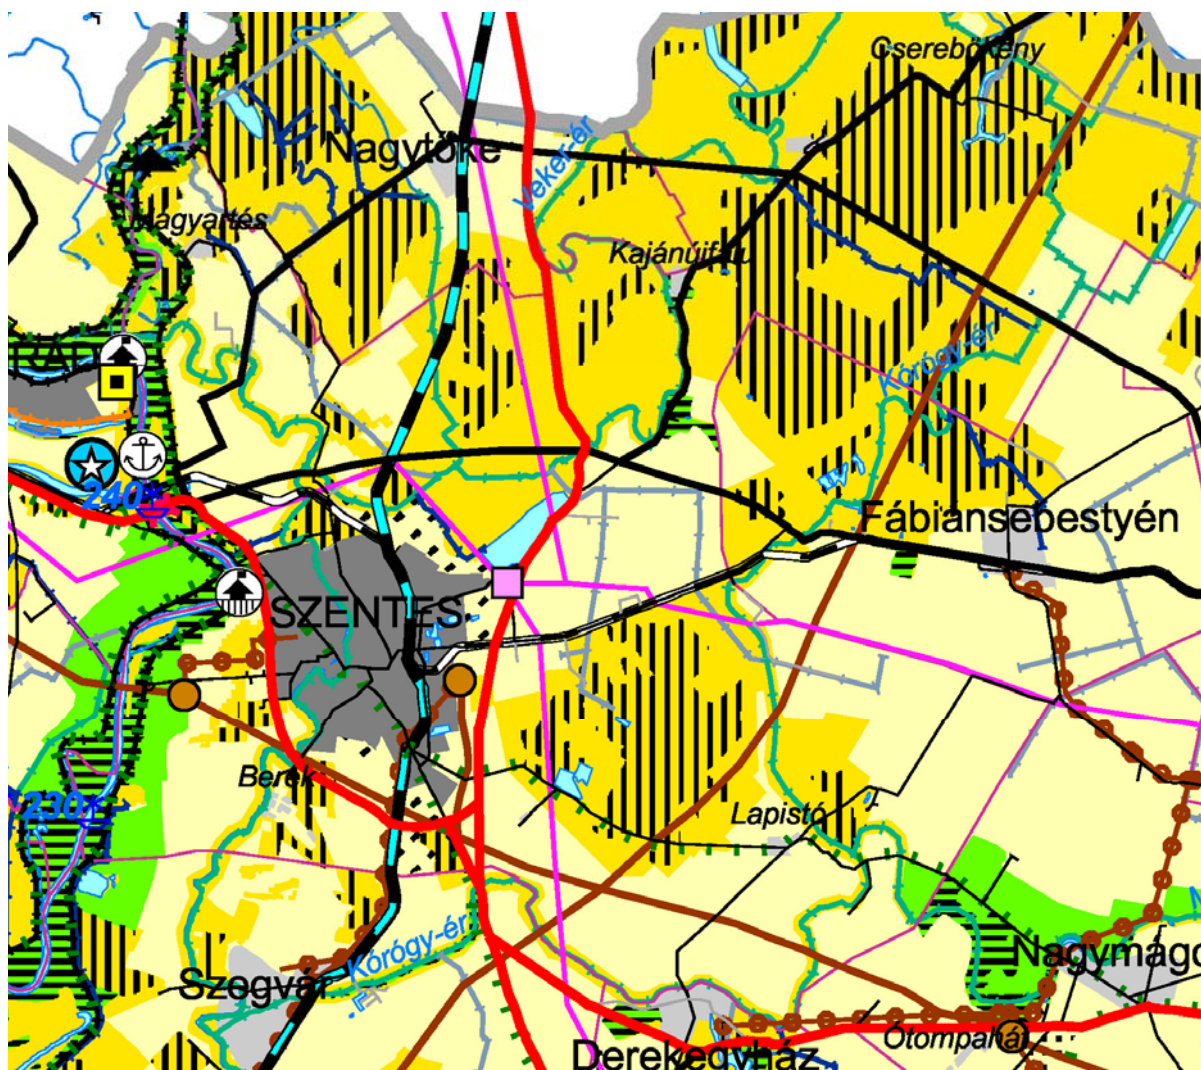 Cserebökény
Nagytőke
Veker-ér
Magyartés
Kajánújfalu
Kórógy-ér
240
Fábiánsebestyén
SZENTES
Berek
230
Lapistó
Kórógy-ér
Nagymágo
Szegvár
Ótompahát
Derekegyház